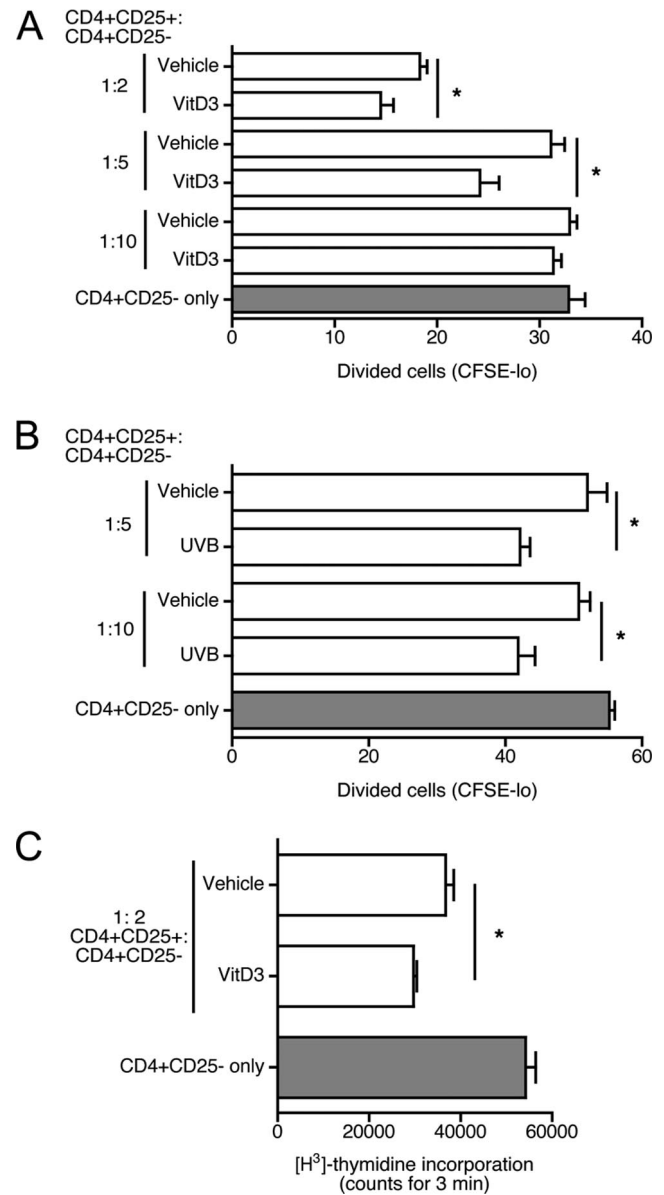 A
CD4+CD25+:
CD4+CD25-
1:2
Vehicle
*
VitD3
1:5
Vehicle
*
VitD3
1:10
Vehicle
VitD3
CD4+CD25- only
0 10 20 30 40
Divided cells (CFSE-lo)
B
CD4+CD25+:
CD4+CD25-
1:5
Vehicle
*
UVB
1:10
Vehicle
*
UVB
CD4+CD25- only
0 20 40 60
Divided cells (CFSE-lo)
C
Vehicle
1: 2
CD4+CD25+:
CD4+CD25-
*
VitD3
CD4+CD25- only
0 20000 40000 60000
[H³]-thymidine incorporation
(counts for 3 min)